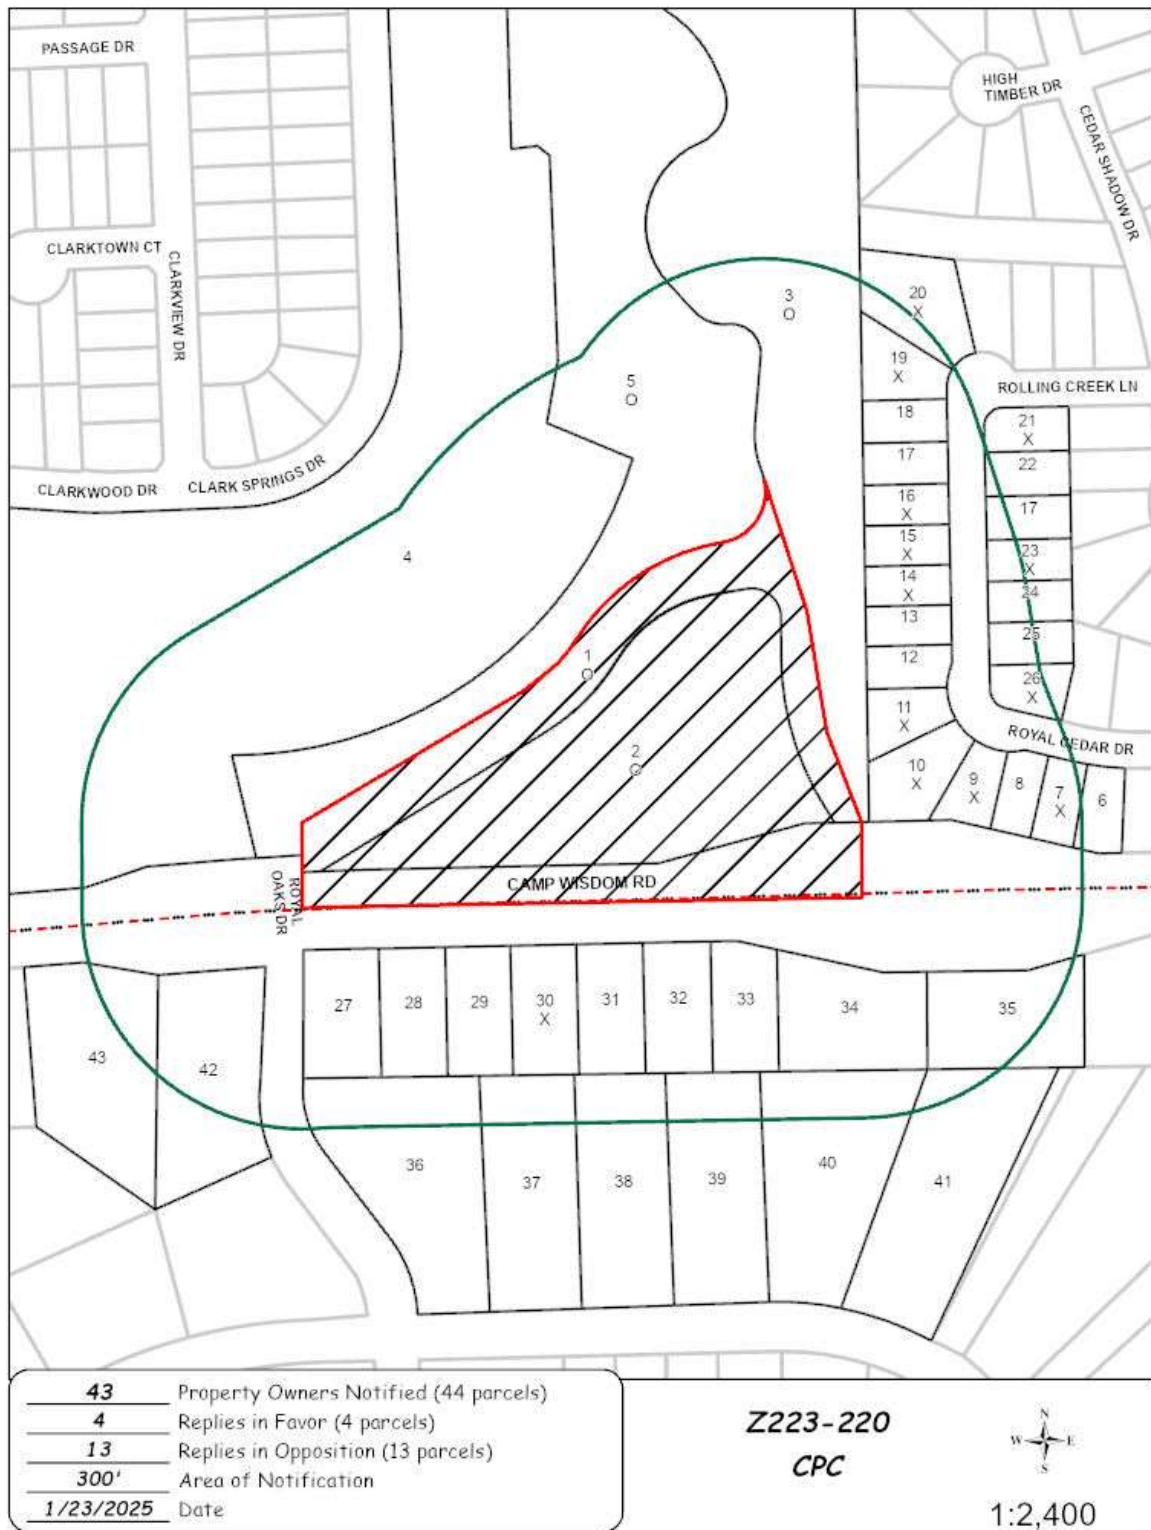 PASSAGE DR
HIGH
TIMBER DR
CEDAR SHADOW DR
CLARKTOWN CT
CLARKVIEW DR
3
O
20
X
19
X
ROLLING CREEK LN
5
O
18
21
X
22
17
CLARKWOOD DR
CLARK SPRINGS DR
16
X
17
15
X
23
X
4
14
X
24
13
25
12
1
O
26
X
11
X
ROYAL CEDAR DR
2
O
10
X
9
X
8
7
X
6
CAMP WISDOM RD
ROYAL
OAKS DR
27
28
29
30
X
31
32
33
34
35
43
42
36
37
38
39
40
41
43 Property Owners Notified (44 parcels)
4 Replies in Favor (4 parcels)
13 Replies in Opposition (13 parcels)
300' Area of Notification
1/23/2025 Date
Z223-220
CPC
N
W E
S
1:2,400